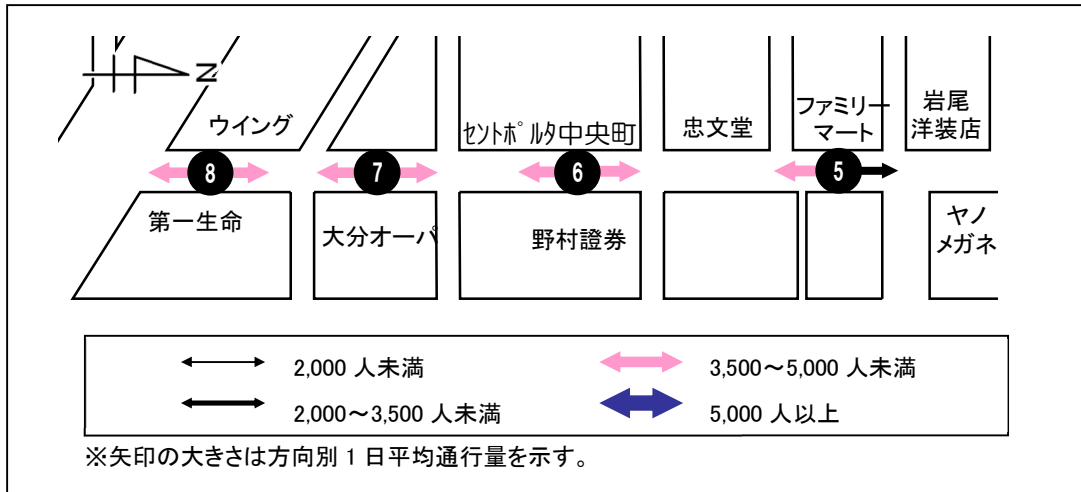 N
ウイング
セントポルタ中央町
忠文堂
ファミリー
マート
岩尾
洋装店
8
7
6
5
第一生命
大分オーパ
野村證券
ヤノ
メガネ
2,000 人未満
3,500～5,000 人未満
2,000～3,500 人未満
5,000 人以上
※矢印の大きさは方向別 1 日平均通行量を示す。